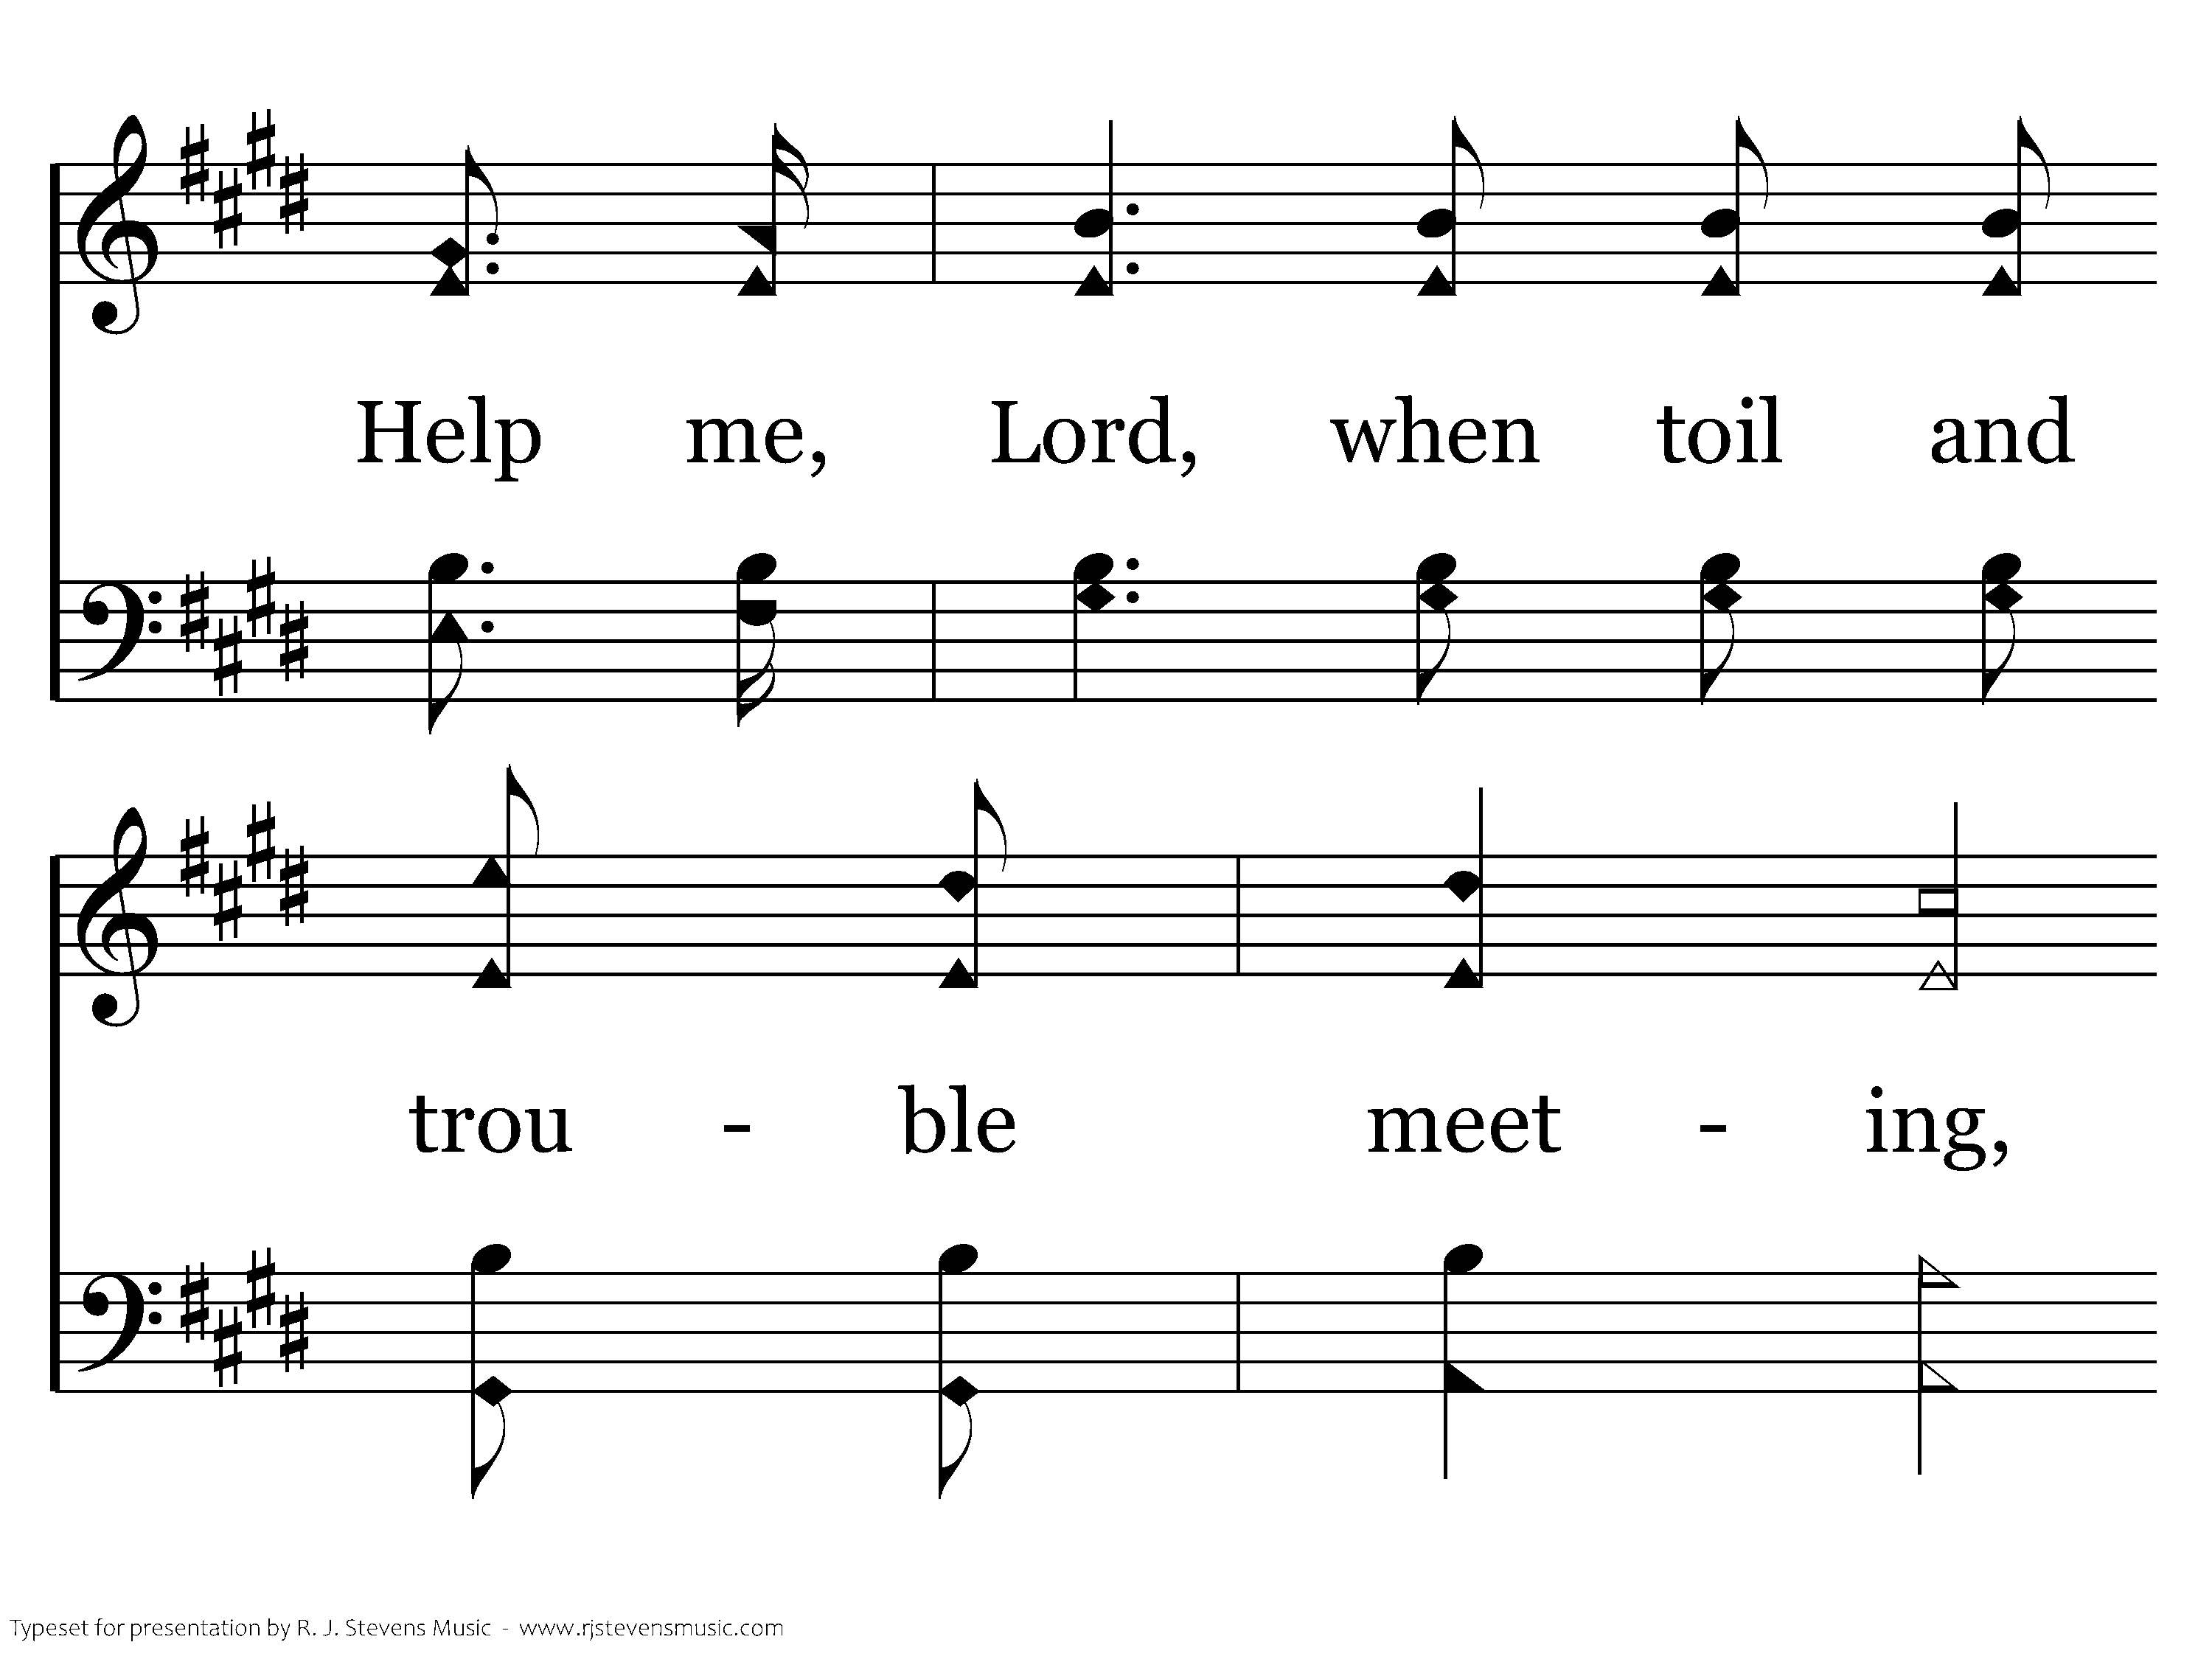 Help me, Lord, when toil and
trou - ble meet - ing,
Typeset for presentation by R. J. Stevens Music - www.rjstevensmusic.com